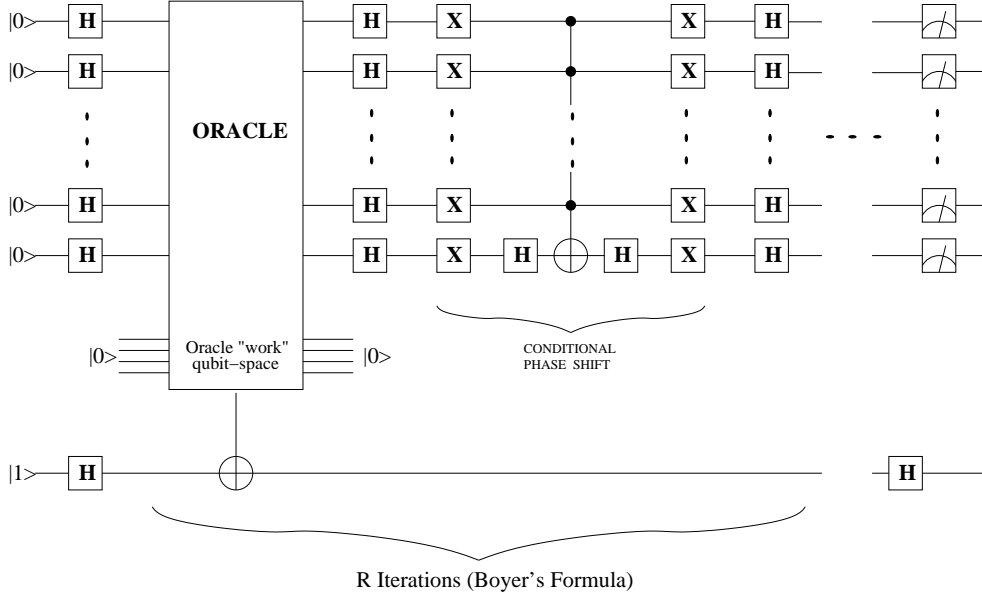 |0> H H X X H
|0> H H X X H
ORACLE
|0> H H X X H
|0> H H X H H X H
|0> Oracle "work" qubit−space |0>
CONDITIONAL
PHASE SHIFT
|1> H H
R Iterations (Boyer's Formula)